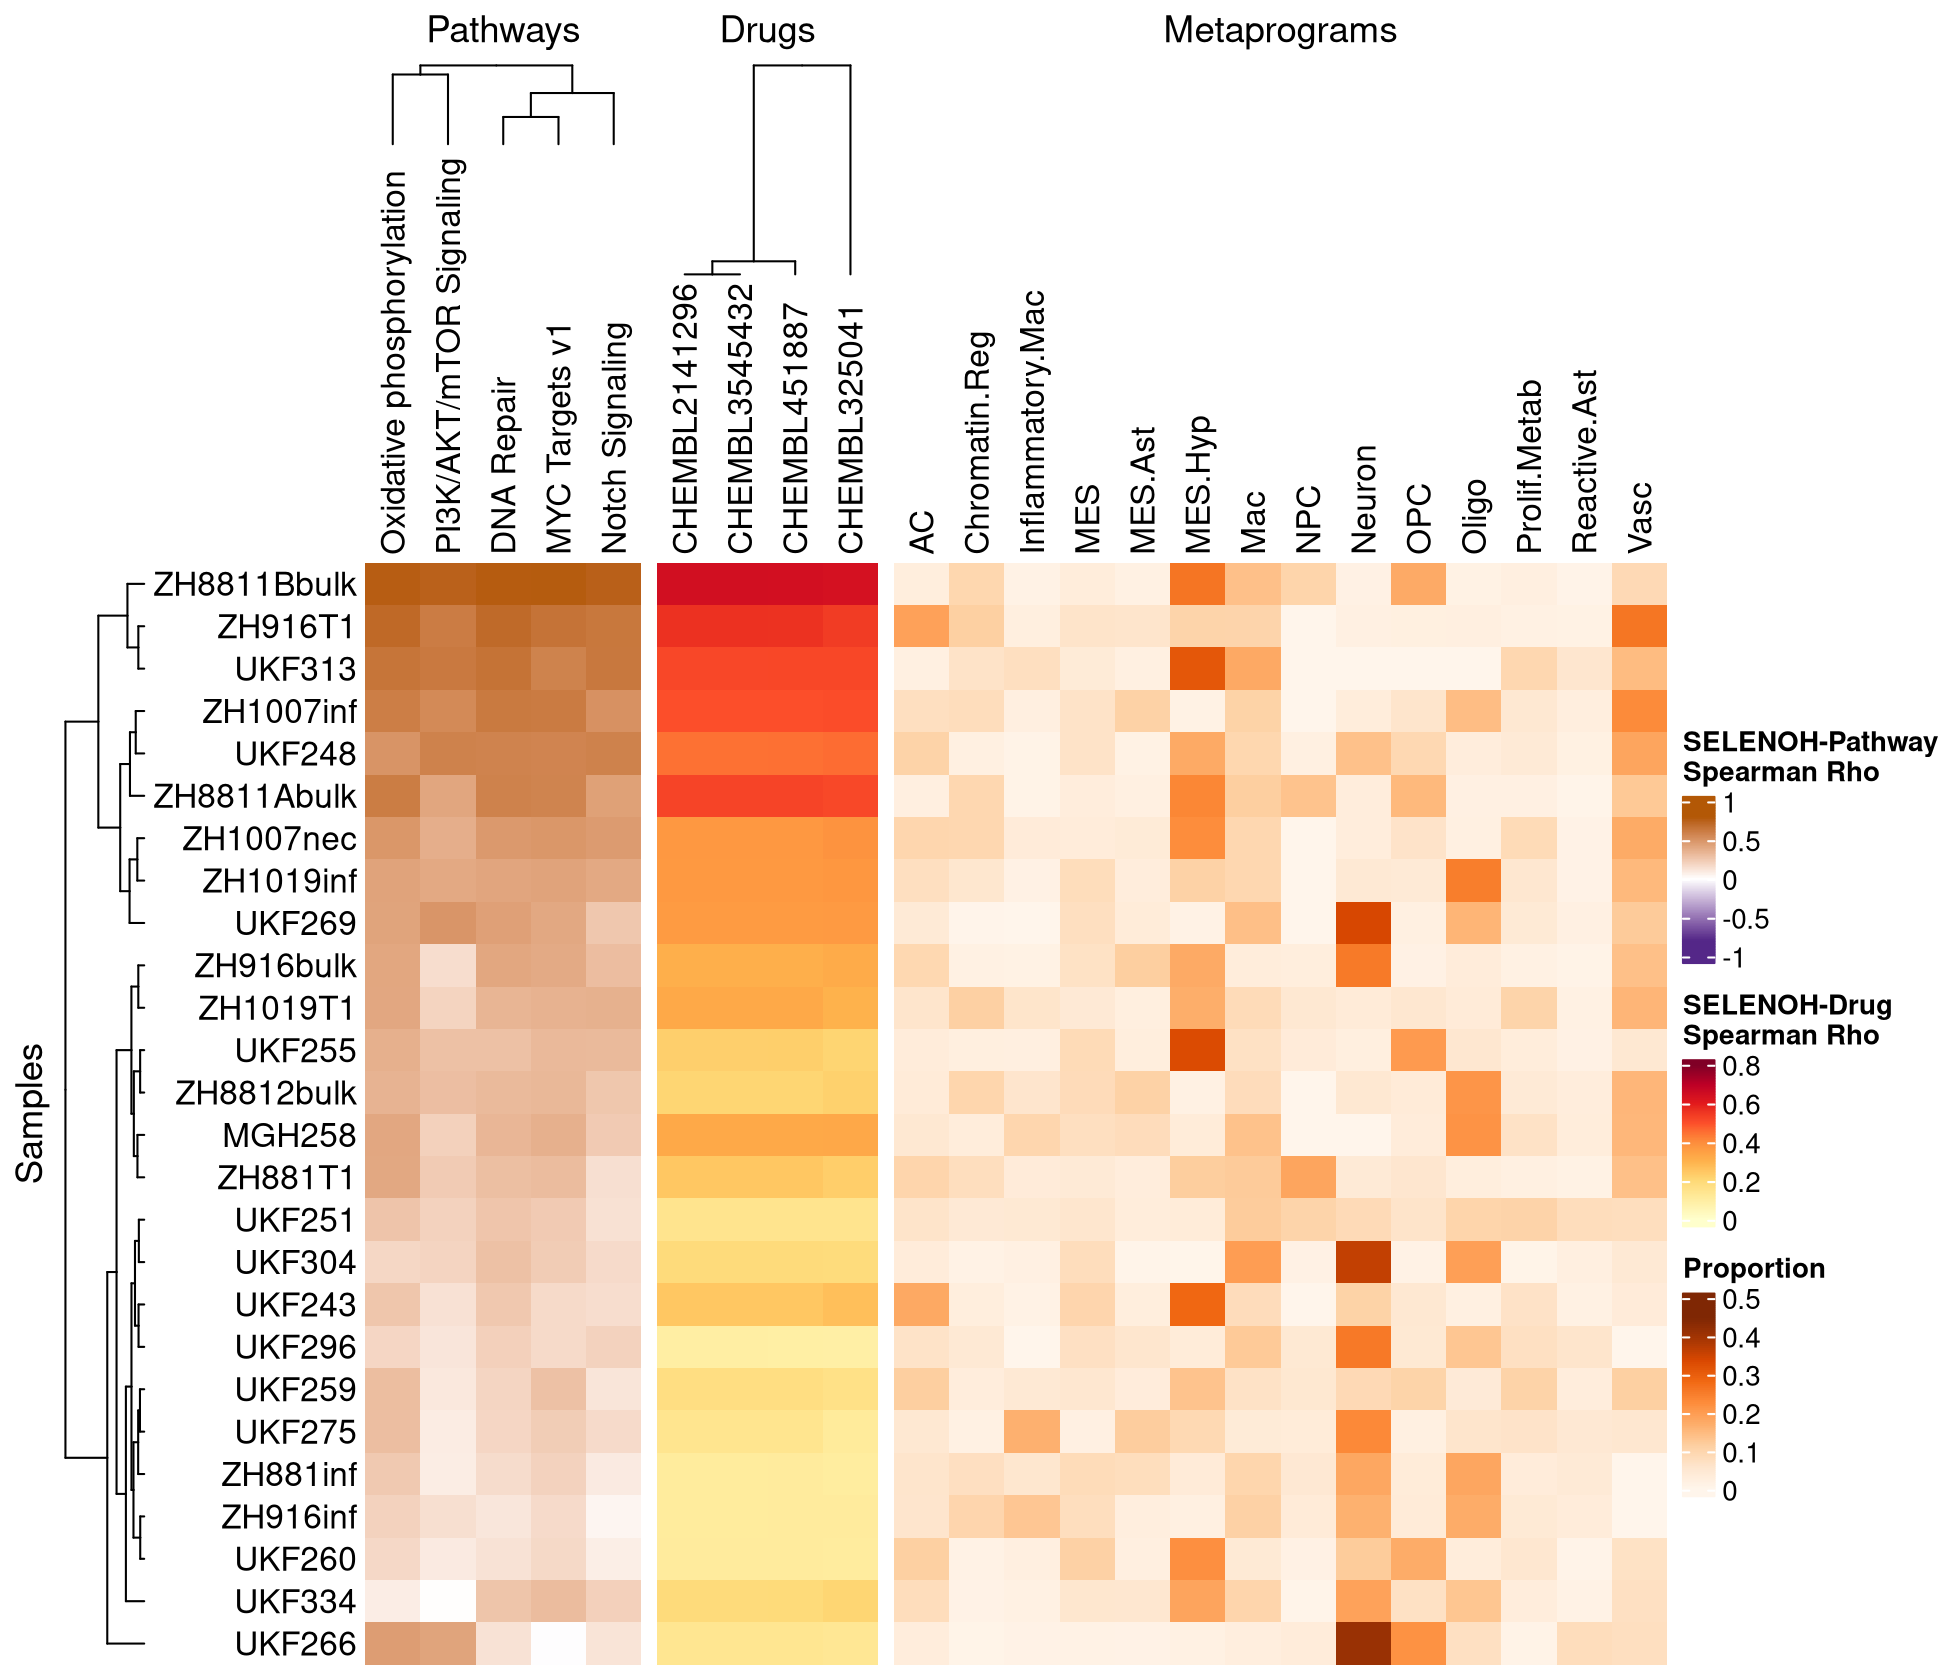 Pathways
Drugs
Metaprograms
Oxidative phosphorylation
PI3K/AKT/mTOR Signaling
DNA Repair
MYC Targets v1
Notch Signaling
CHEMBL2141296
CHEMBL3545432
CHEMBL451887
CHEMBL325041
AC
Chromatin.Reg
Inflammatory.Mac
MES
MES.Ast
MES.Hyp
Mac
NPC
Neuron
OPC
Oligo
Prolif.Metab
Reactive.Ast
Vasc
Samples
ZH8811Bbulk
ZH916T1
UKF313
ZH1007inf
UKF248
ZH8811Abulk
ZH1007nec
ZH1019inf
UKF269
ZH916bulk
ZH1019T1
UKF255
ZH8812bulk
MGH258
ZH881T1
UKF251
UKF304
UKF243
UKF296
UKF259
UKF275
ZH881inf
ZH916inf
UKF260
UKF334
UKF266
SELENOH-Pathway
Spearman Rho
1
0.5
0
-0.5
-1
SELENOH-Drug
Spearman Rho
0.8
0.6
0.4
0.2
0
Proportion
0.5
0.4
0.3
0.2
0.1
0